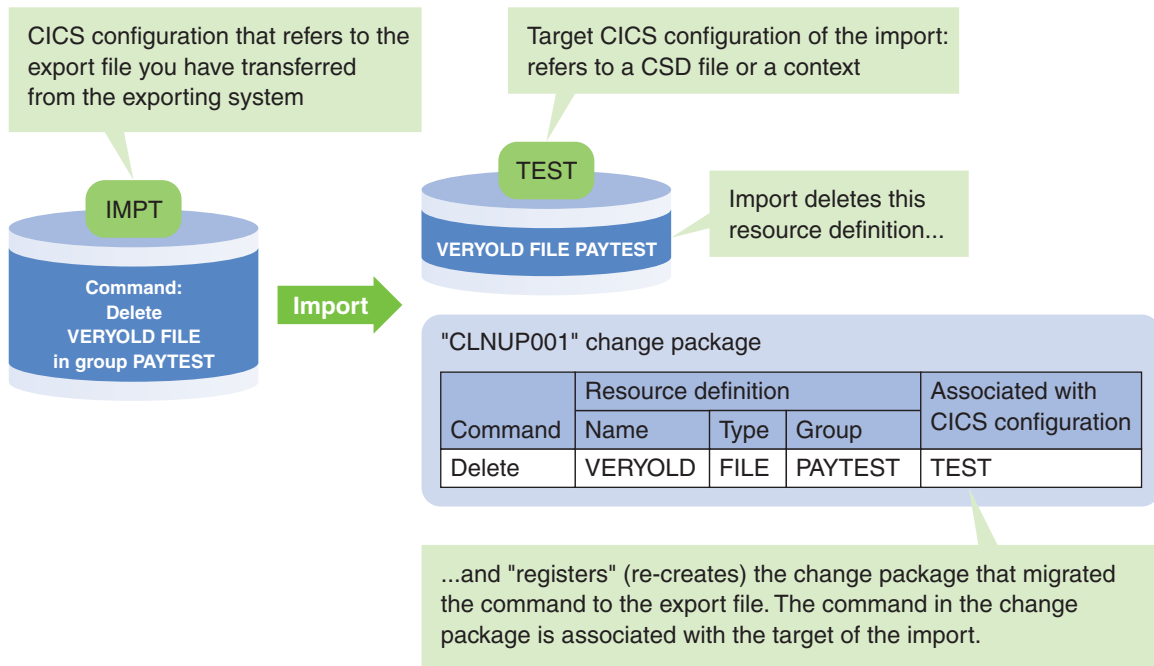 CICS configuration that refers to the
export file you have transferred
from the exporting system
Target CICS configuration of the import:
refers to a CSD file or a context
IMPT
TEST
Import deletes this
resource definition...
VERYOLD FILE PAYTEST
Command:
Delete
VERYOLD FILE
in group PAYTEST
Import
"CLNUP001" change package
Command
Resource definition
Name
Type
Group
Associated with
CICS configuration
Delete
VERYOLD
FILE
PAYTEST
TEST
...and "registers" (re-creates) the change package that migrated
the command to the export file. The command in the change
package is associated with the target of the import.